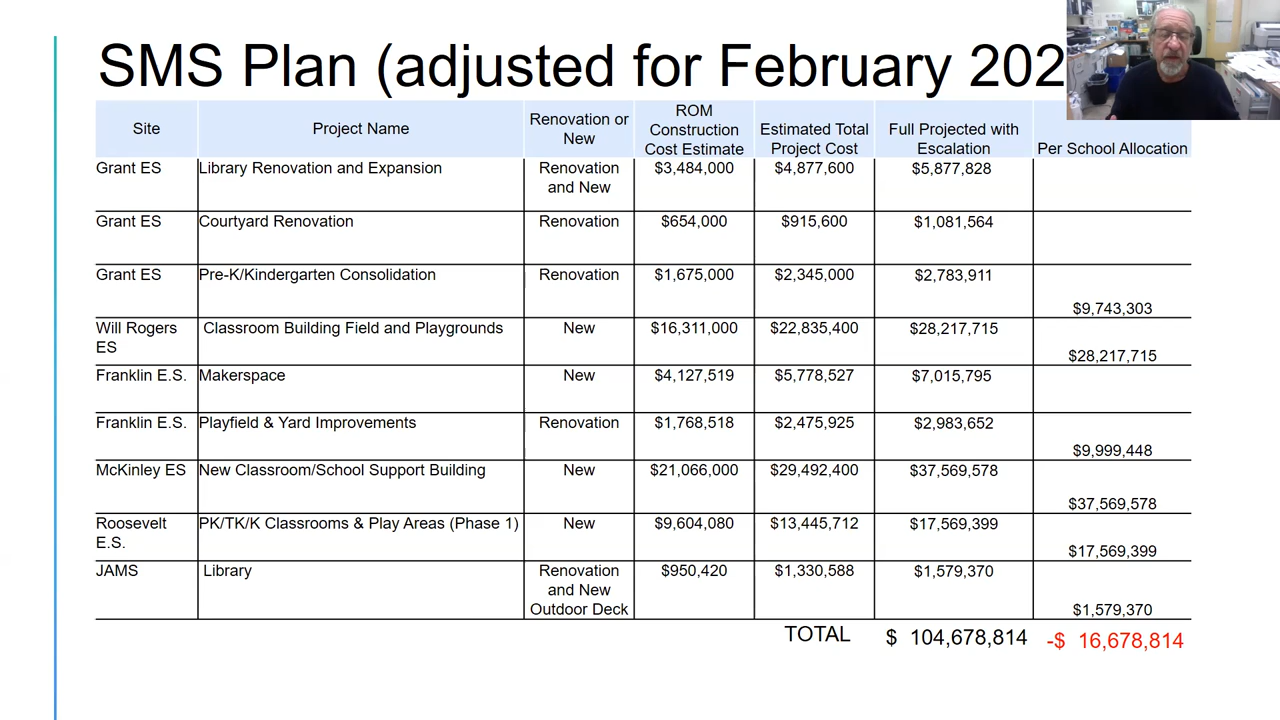 SMS Plan (adjusted for February 202
Site Project Name Renovation or New ROM Construction Cost Estimate Estimated Total Project Cost Full Projected with Escalation Per School Allocation
Grant ES Library Renovation and Expansion Renovation and New $3,484,000 $4,877,600 $5,877,828
Grant ES Courtyard Renovation Renovation $654,000 $915,600 $1,081,564
Grant ES Pre-K/Kindergarten Consolidation Renovation $1,675,000 $2,345,000 $2,783,911 $9,743,303
Will Rogers ES Classroom Building Field and Playgrounds New $16,311,000 $22,835,400 $28,217,715 $28,217,715
Franklin E.S. Makerspace New $4,127,519 $5,778,527 $7,015,795
Franklin E.S. Playfield & Yard Improvements Renovation $1,768,518 $2,475,925 $2,983,652 $9,999,448
McKinley ES New Classroom/School Support Building New $21,066,000 $29,492,400 $37,569,578 $37,569,578
Roosevelt E.S. PK/TK/K Classrooms & Play Areas (Phase 1) New $9,604,080 $13,445,712 $17,569,399 $17,569,399
JAMS Library Renovation and New Outdoor Deck $950,420 $1,330,588 $1,579,370 $1,579,370
TOTAL $ 104,678,814 -$ 16,678,814